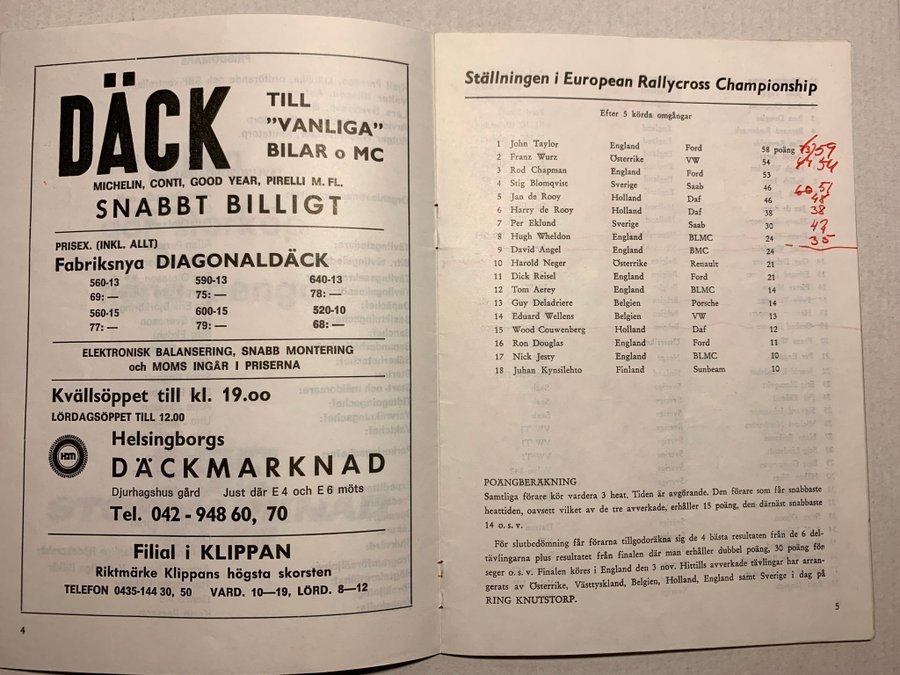 DÄCK
TILL
"VANLIGA"
BILAR o MC
MICHELIN, CONTI, GOOD YEAR, PIRELLI M. FL.
SNABBT BILLIGT
PRISEX. (INKL. ALLT)
Fabriksnya DIAGONALDÄCK
560-13 590-13 640-13
69:— 75:— 78:—
560-15 600-15 520-10
77:— 79:— 68:—
ELEKTRONISK BALANSERING, SNABB MONTERING
och MOMS INGÅR I PRISERNA
Kvällsöppet till kl. 19.00
LÖRDAGSÖPPET TILL 12.00
Helsingborgs
DÄCKMARKNAD
Djurhagshus gård Just där E 4 och E 6 möts
Tel. 042 - 948 60, 70
Filial i KLIPPAN
Riktmärke Klippans högsta skorsten
TELEFON 0435-144 30, 50 VARD. 10—19, LÖRD. 8—12
4
Ställningen i European Rallycross Championship
Efter 5 körda omgångar
1 John Taylor England Ford 58 poäng 59
2 Franz Wurz Österrike VW 54 54
3 Rod Chapman England Ford 53
4 Stig Blomqvist Sverige Saab 46 51
5 Jan de Rooy Holland Daf 46 48
6 Harry de Rooy Holland Daf 38 38
7 Per Eklund Sverige Saab 30
8 Hugh Wheldon England BLMC 24 35
9 David Angel England BMC 24
10 Harold Neger Österrike Renault 21
11 Dick Reisel England Ford 21
12 Tom Aerey England BLMC 14
13 Guy Deladriere Belgien Porsche 14
14 Eduard Wellens Belgien VW 13
15 Wood Couwenberg Holland Daf 12
16 Ron Douglas England Ford 11
17 Nick Jesty England BLMC 10
18 Juhan Kynsilehto Finland Sunbeam 10
POÄNGBERÄKNING
Samtliga förare kör vardera 3 heat. Tiden är avgörande. Den förare som får snabbaste
heattiden, oavsett vilket av de tre avverkade, erhåller 15 poäng, den därnäst snabbaste
14 o. s. v.
För slutbedömning får förarna tillgodoräkna sig de 4 bästa resultaten från de 6 del-
tävlingarna plus resultatet från finalen där man erhåller dubbel poäng, 30 poäng för
seger o. s. v. Finalen köres i England den 3 nov. Hittills avverkade tävlingar har arran-
gerats av Österrike, Västtyskland, Belgien, Holland, England samt Sverige i dag på
RING KNUTSTORP.
5